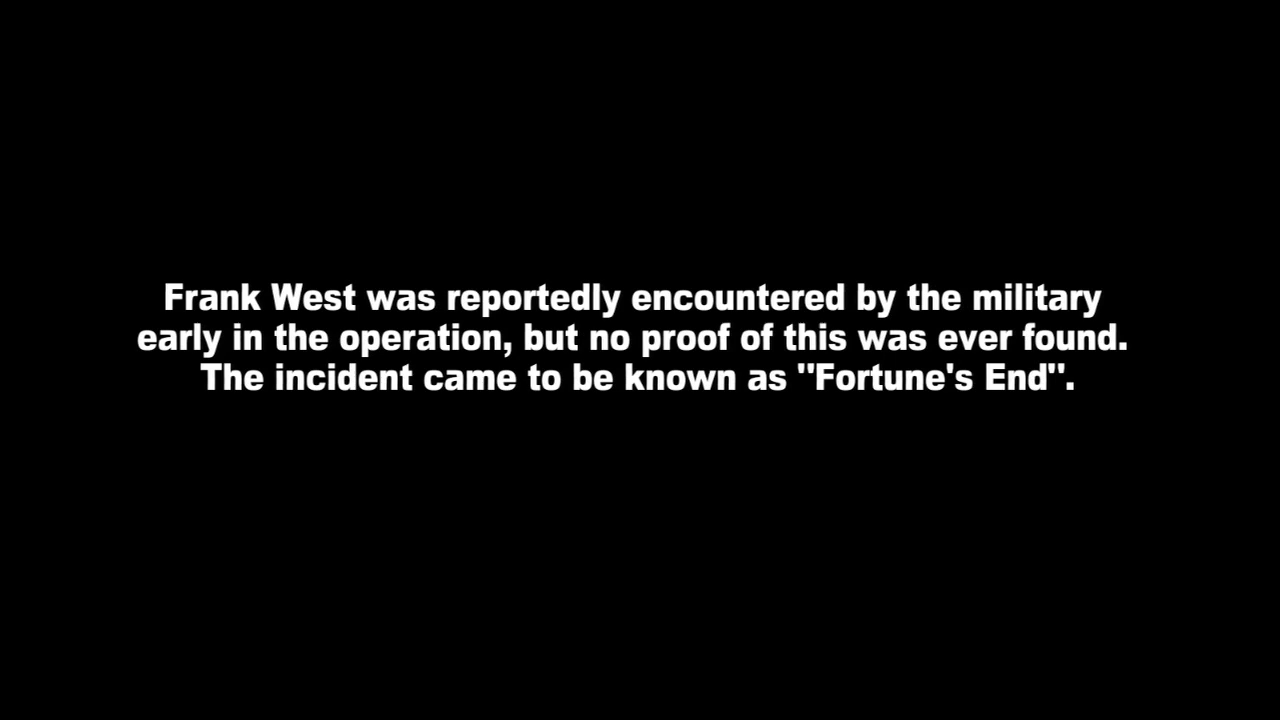 Frank West was reportedly encountered by the military
early in the operation, but no proof of this was ever found.
The incident came to be known as "Fortune's End".